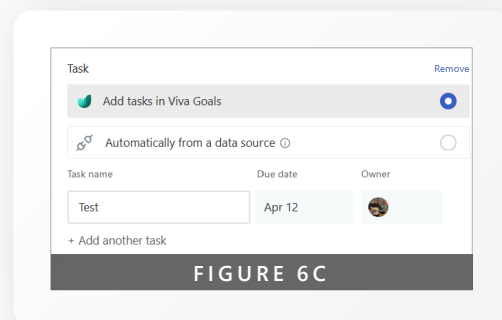 Task Remove
Add tasks in Viva Goals
Automatically from a data source
Task name Due date Owner
Test Apr 12
+ Add another task
FIGURE 6C